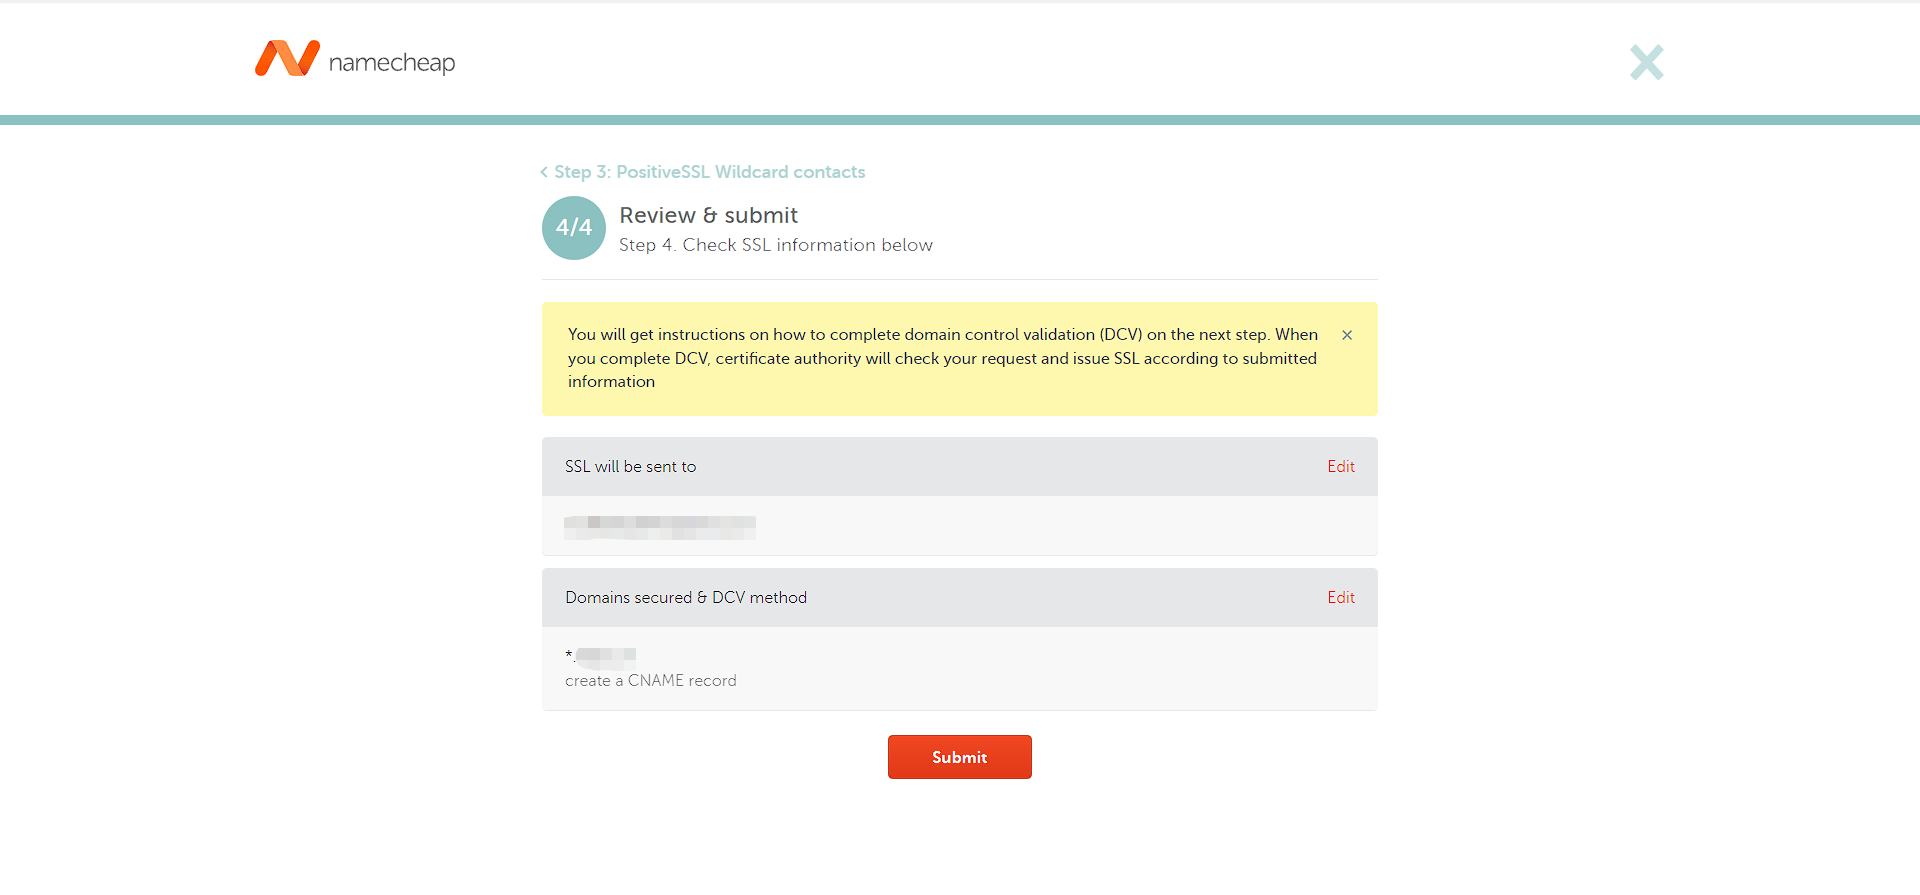 namecheap
Step 3: PositiveSSL Wildcard contacts
4/4
Review & submit
Step 4. Check SSL information below
You will get instructions on how to complete domain control validation (DCV) on the next step. When
you complete DCV, certificate authority will check your request and issue SSL according to submitted
information
SSL will be sent to
Edit
Domains secured & DCV method
Edit
*.
create a CNAME record
Submit